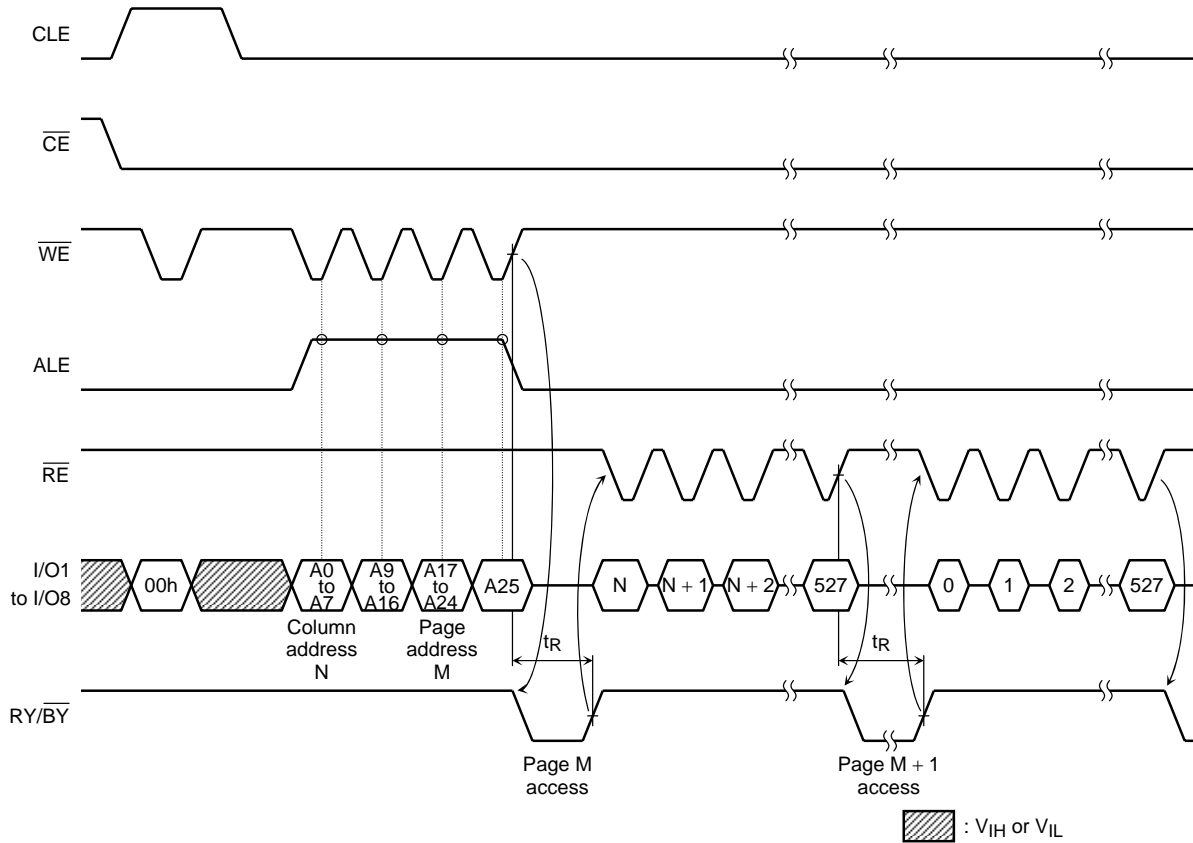 CLE
CE
WE
ALE
RE
I/O1
to I/O8
00h
A0
to
A7
A9
to
A16
A17
to
A24
A25
N
N + 1
N + 2
527
0
1
2
527
Column
address
N
Page
address
M
tR
tR
RY/BY
Page M
access
Page M + 1
access
: VIH or VIL